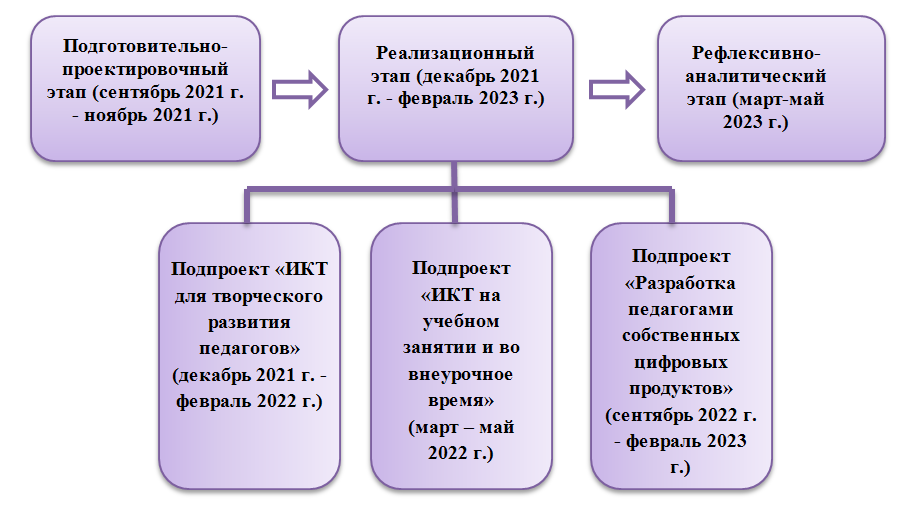 Подготовительно-
проектировочный
этап (сентябрь 2021 г.
- ноябрь 2021 г.)
Реализационный
этап (декабрь 2021
г. - февраль 2023 г.)
Рефлексивно-
аналитический
этап (март-май
2023 г.)
Подпроект «ИКТ
для творческого
развития
педагогов»
(декабрь 2021 г. -
февраль 2022 г.)
Подпроект
«ИКТ на
учебном
занятии и во
внеурочное
время»
(март – май
2022 г.)
Подпроект
«Разработка
педагогами
собственных
цифровых
продуктов»
(сентябрь 2022 г.
- февраль 2023
г.)